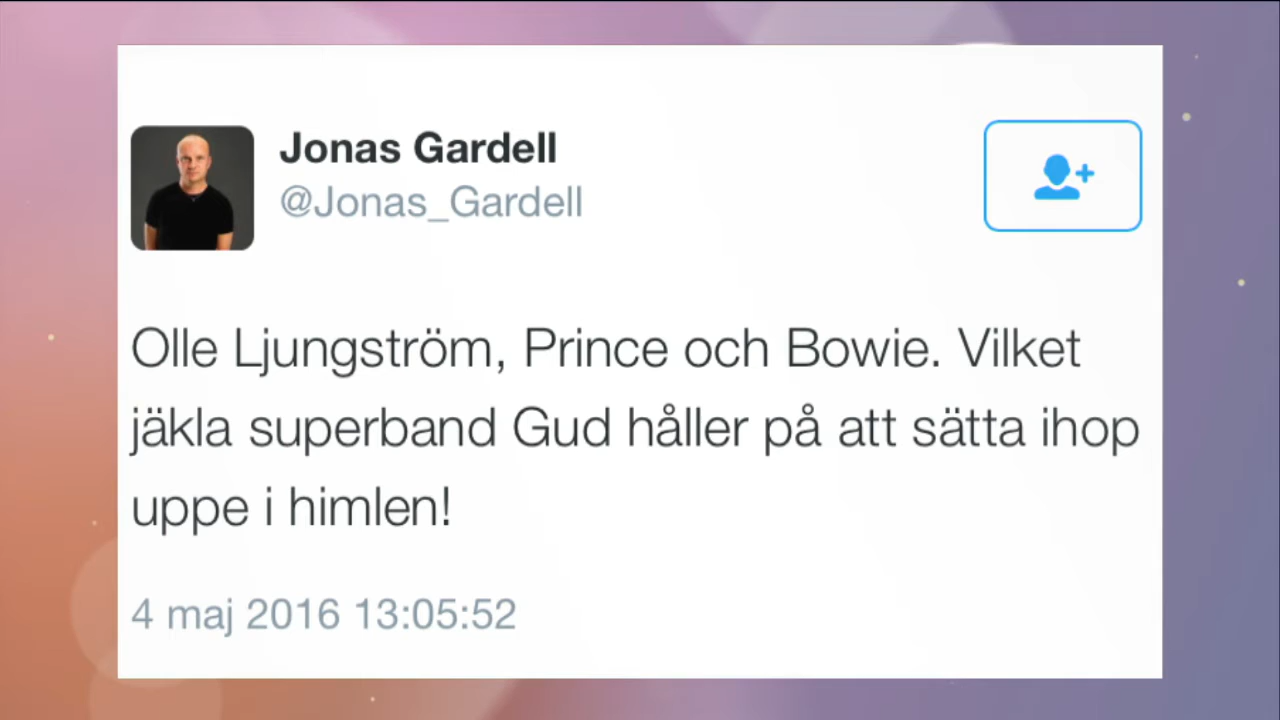 Jonas Gardell
@Jonas_Gardell
Olle Ljungström, Prince och Bowie. Vilket
jäkla superband Gud håller på att sätta ihop
uppe i himlen!
4 maj 2016 13:05:52